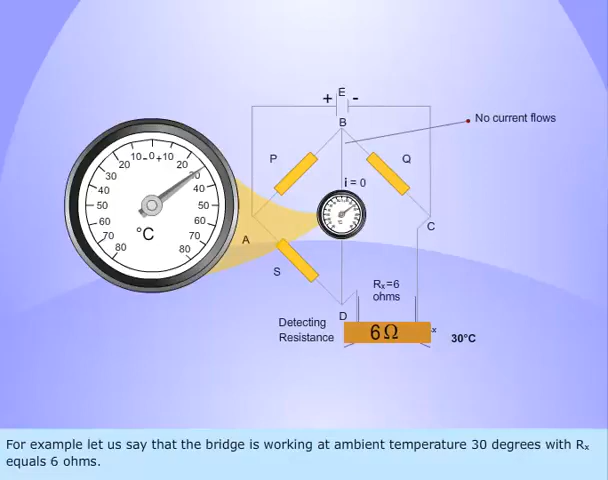 E
+ -
B
No current flows
P
Q
10 - 0 + 10
20 20
30 30
40 40
50 50
60 60
70 70
80 80
°C
i = 0
A
C
S
Rₓ=6
ohms
D
Detecting
Resistance
6Ω
x
30°C
For example let us say that the bridge is working at ambient temperature 30 degrees with Rₓ
equals 6 ohms.